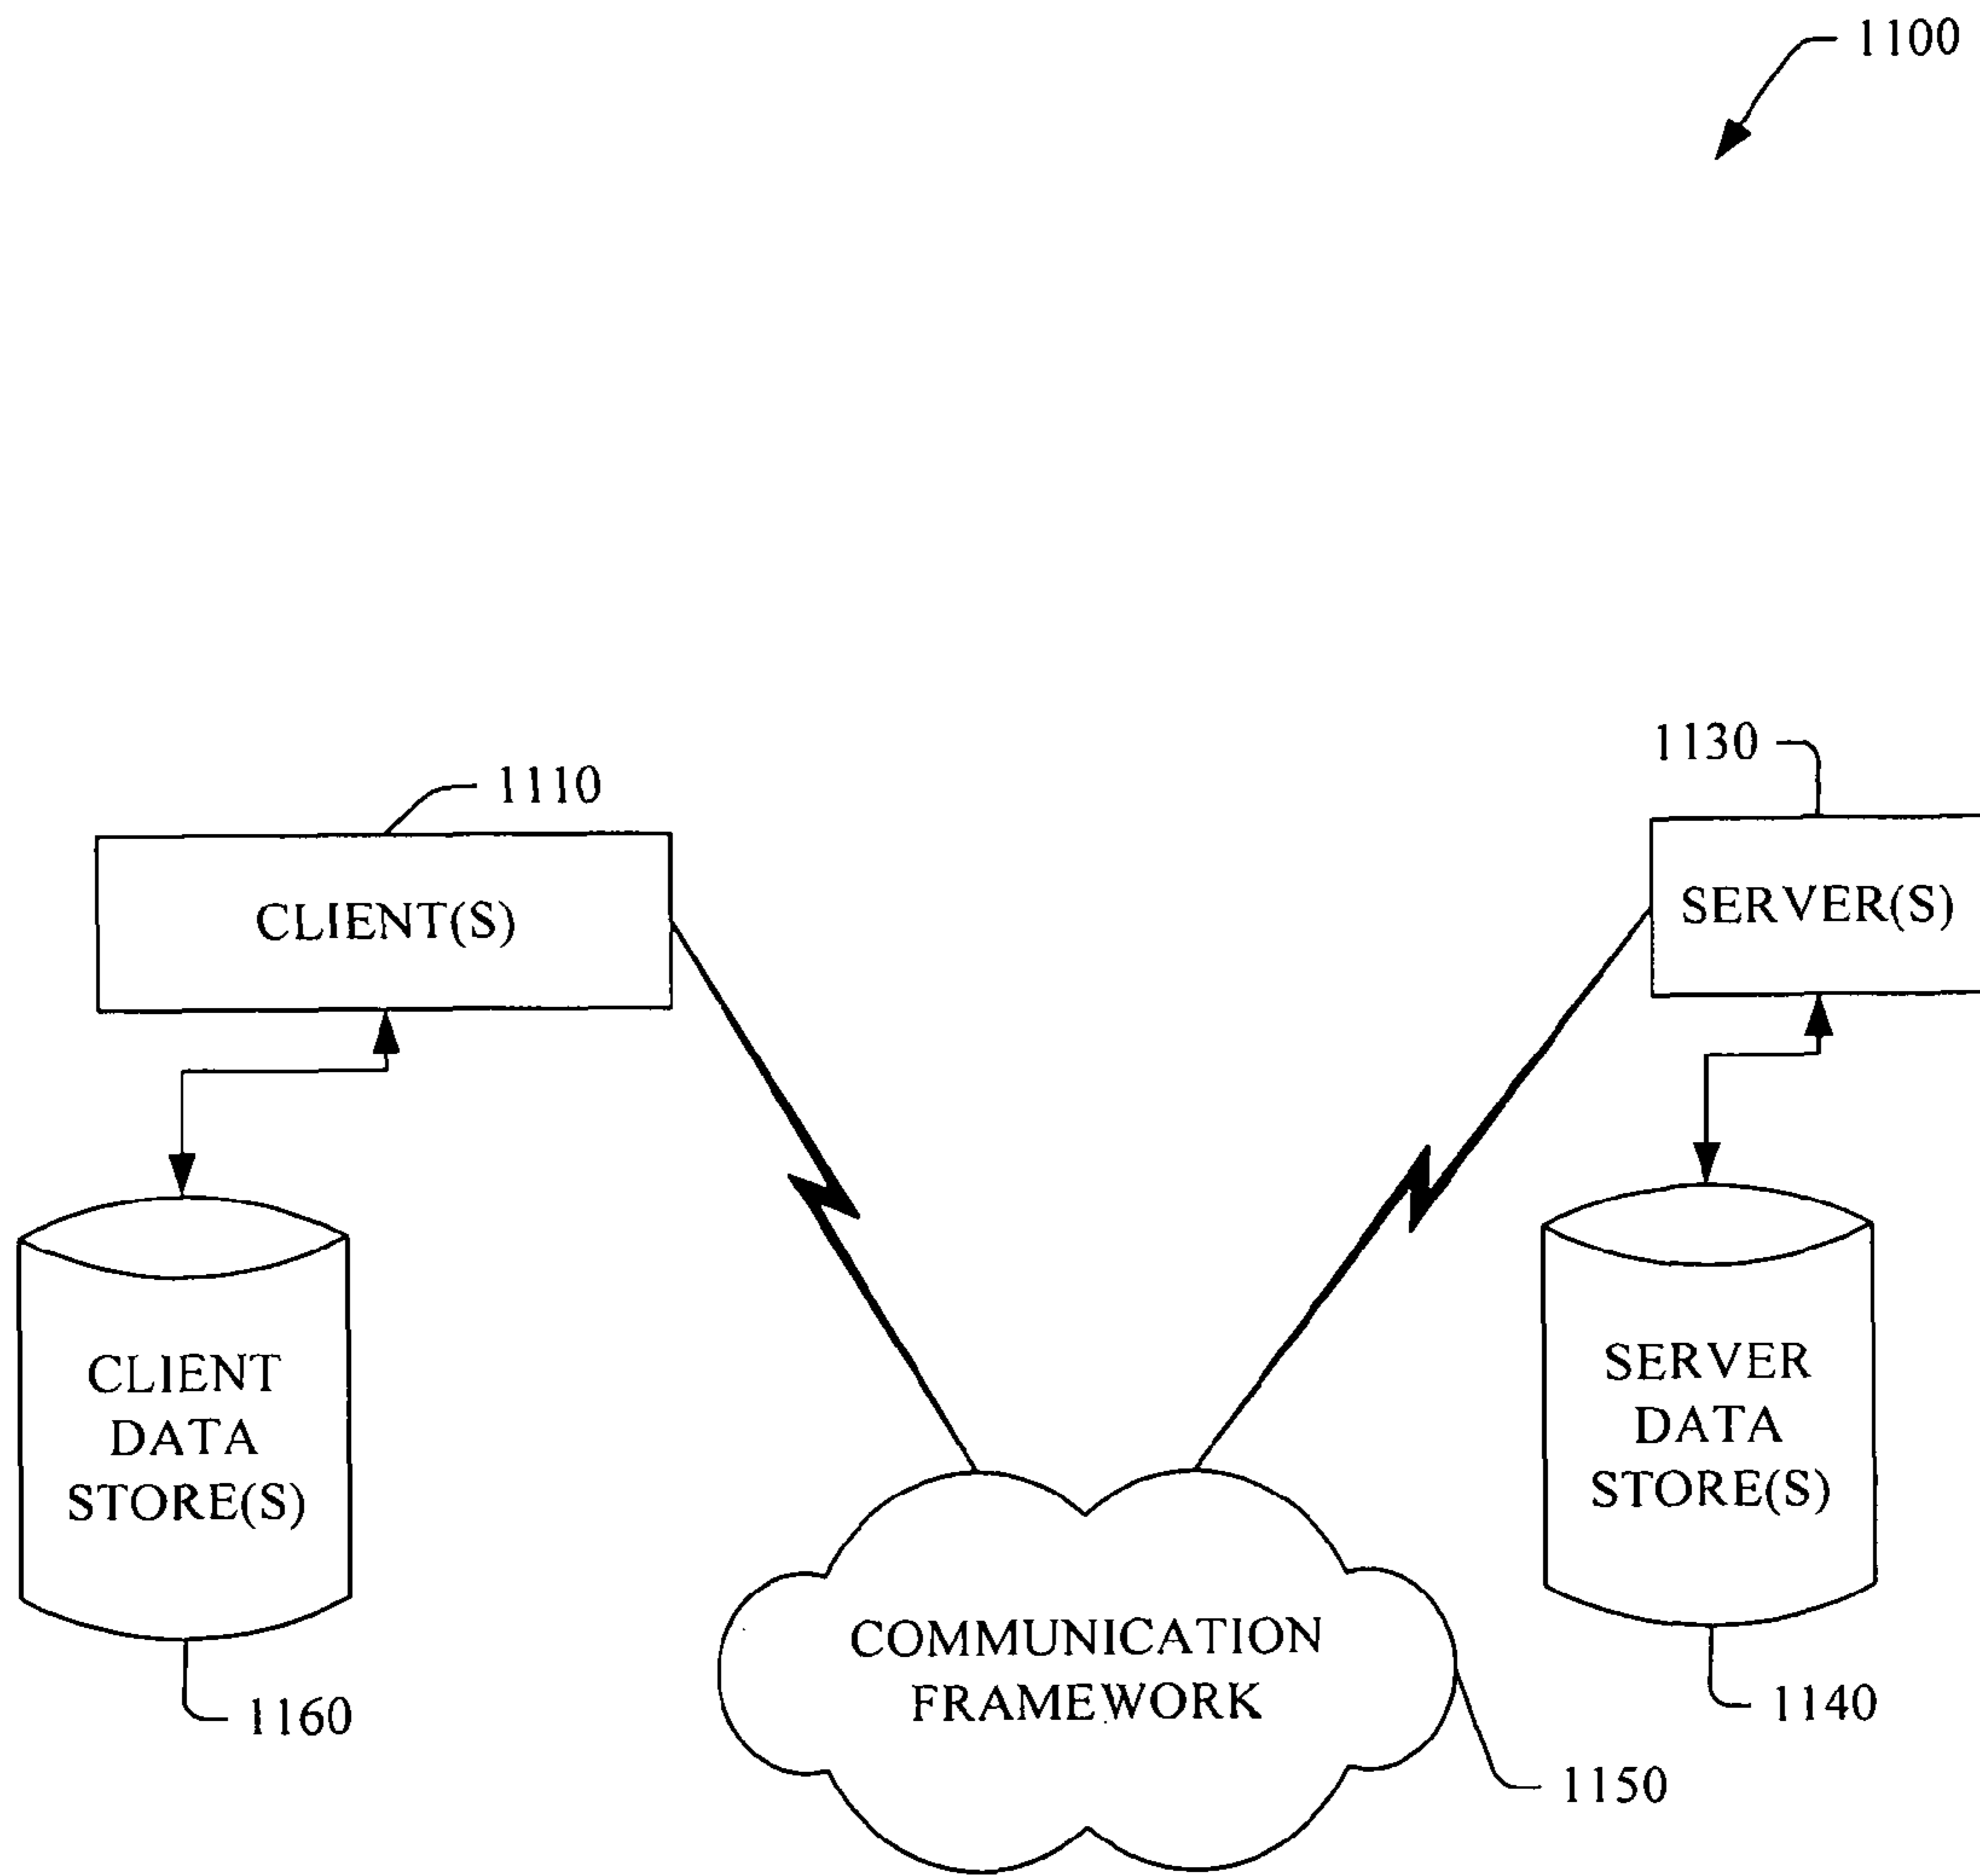 1100
1130
1110
CLIENT(S)
SERVER(S)
CLIENT
DATA
STORE(S)
SERVER
DATA
STORE(S)
COMMUNICATION
FRAMEWORK
1160
1140
1150